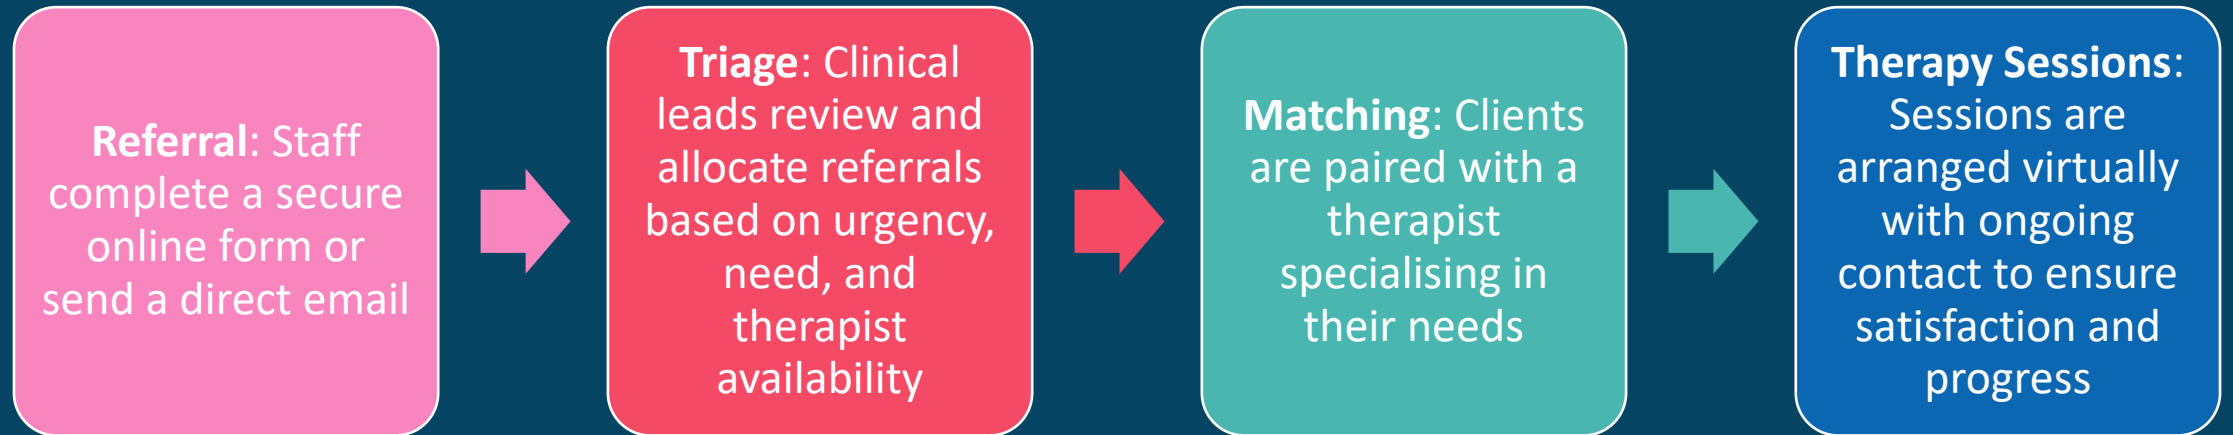 Referral: Staff
complete a secure
online form or
send a direct email
Triage: Clinical
leads review and
allocate referrals
based on urgency,
need, and
therapist
availability
Matching: Clients
are paired with a
therapist
specialising in
their needs
Therapy Sessions:
Sessions are
arranged virtually
with ongoing
contact to ensure
satisfaction and
progress